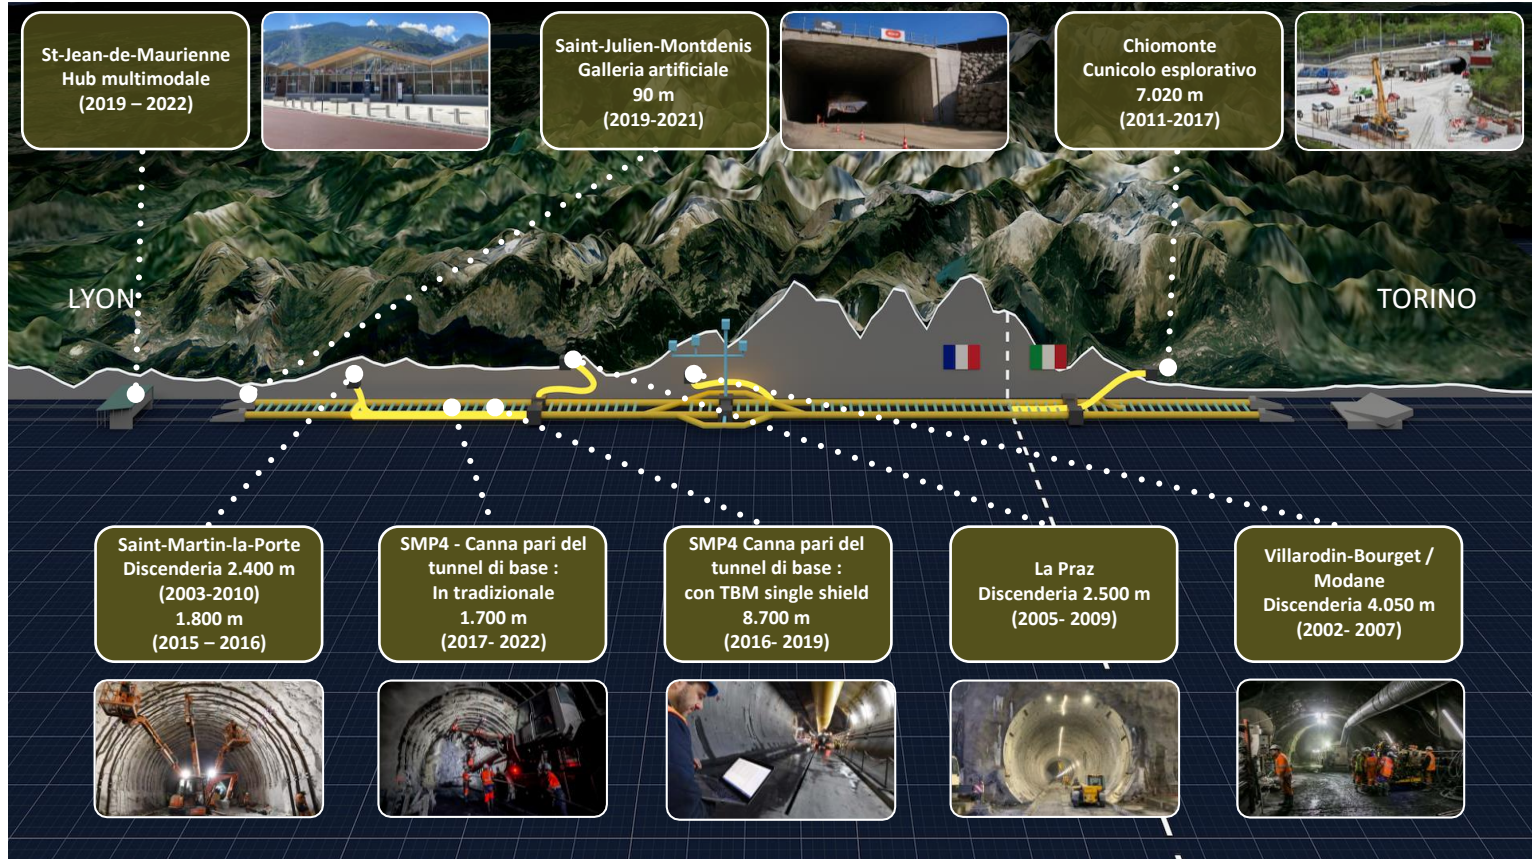 St-Jean-de-Maurienne
Hub multimodale
(2019 – 2022)
Saint-Julien-Montdenis
Galleria artificiale
90 m
(2019-2021)
Chiomonte
Cunicolo esplorativo
7.020 m
(2011-2017)
LYON
TORINO
Saint-Martin-la-Porte
Discenderia 2.400 m
(2003-2010)
1.800 m
(2015 – 2016)
SMP4 - Canna pari del
tunnel di base :
In tradizionale
1.700 m
(2017- 2022)
SMP4 Canna pari del
tunnel di base :
con TBM single shield
8.700 m
(2016- 2019)
La Praz
Discenderia 2.500 m
(2005- 2009)
Villarodin-Bourget /
Modane
Discenderia 4.050 m
(2002- 2007)